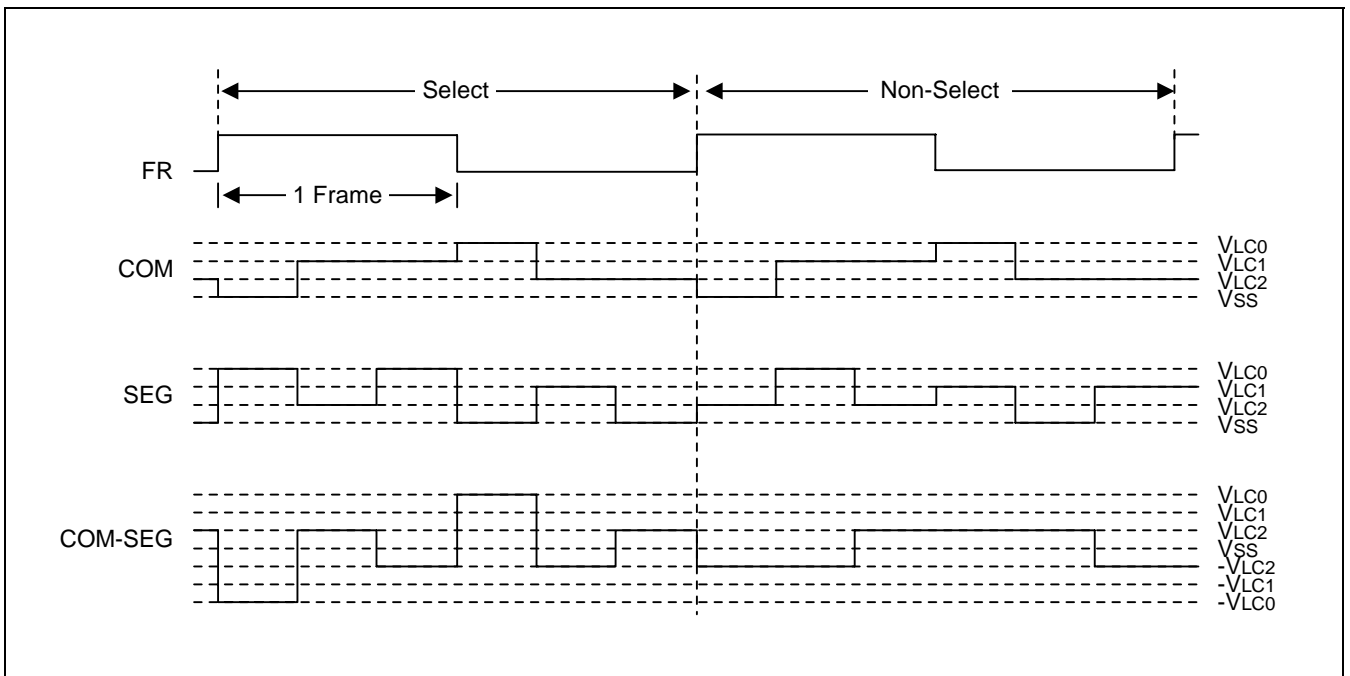 Select
Non-Select
FR
1 Frame
COM
VLC0
VLC1
VLC2
VSS
SEG
VLC0
VLC1
VLC2
VSS
COM-SEG
VLC0
VLC1
VLC2
VSS
-VLC2
-VLC1
-VLC0